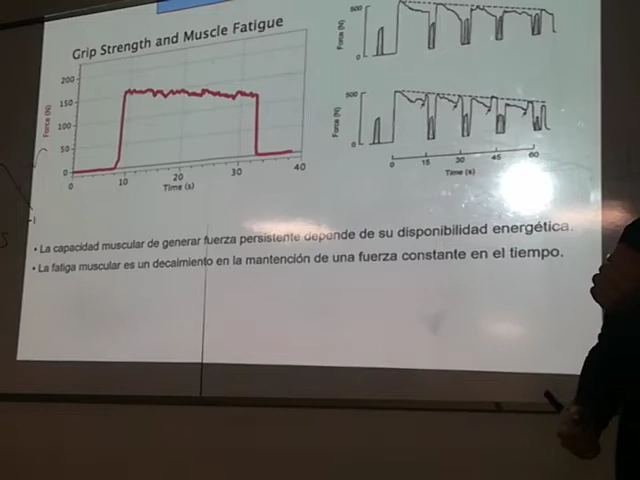 Grip Strength and Muscle Fatigue
Force (N)
200
150
100
50
0
0 10 20 30 40
Time (s)
Force (N)
500
0
Force (N)
500
0
0 15 30 45 60
Time (s)
• La capacidad muscular de generar fuerza persistente depende de su disponibilidad energética.
• La fatiga muscular es un decaimiento en la mantención de una fuerza constante en el tiempo.